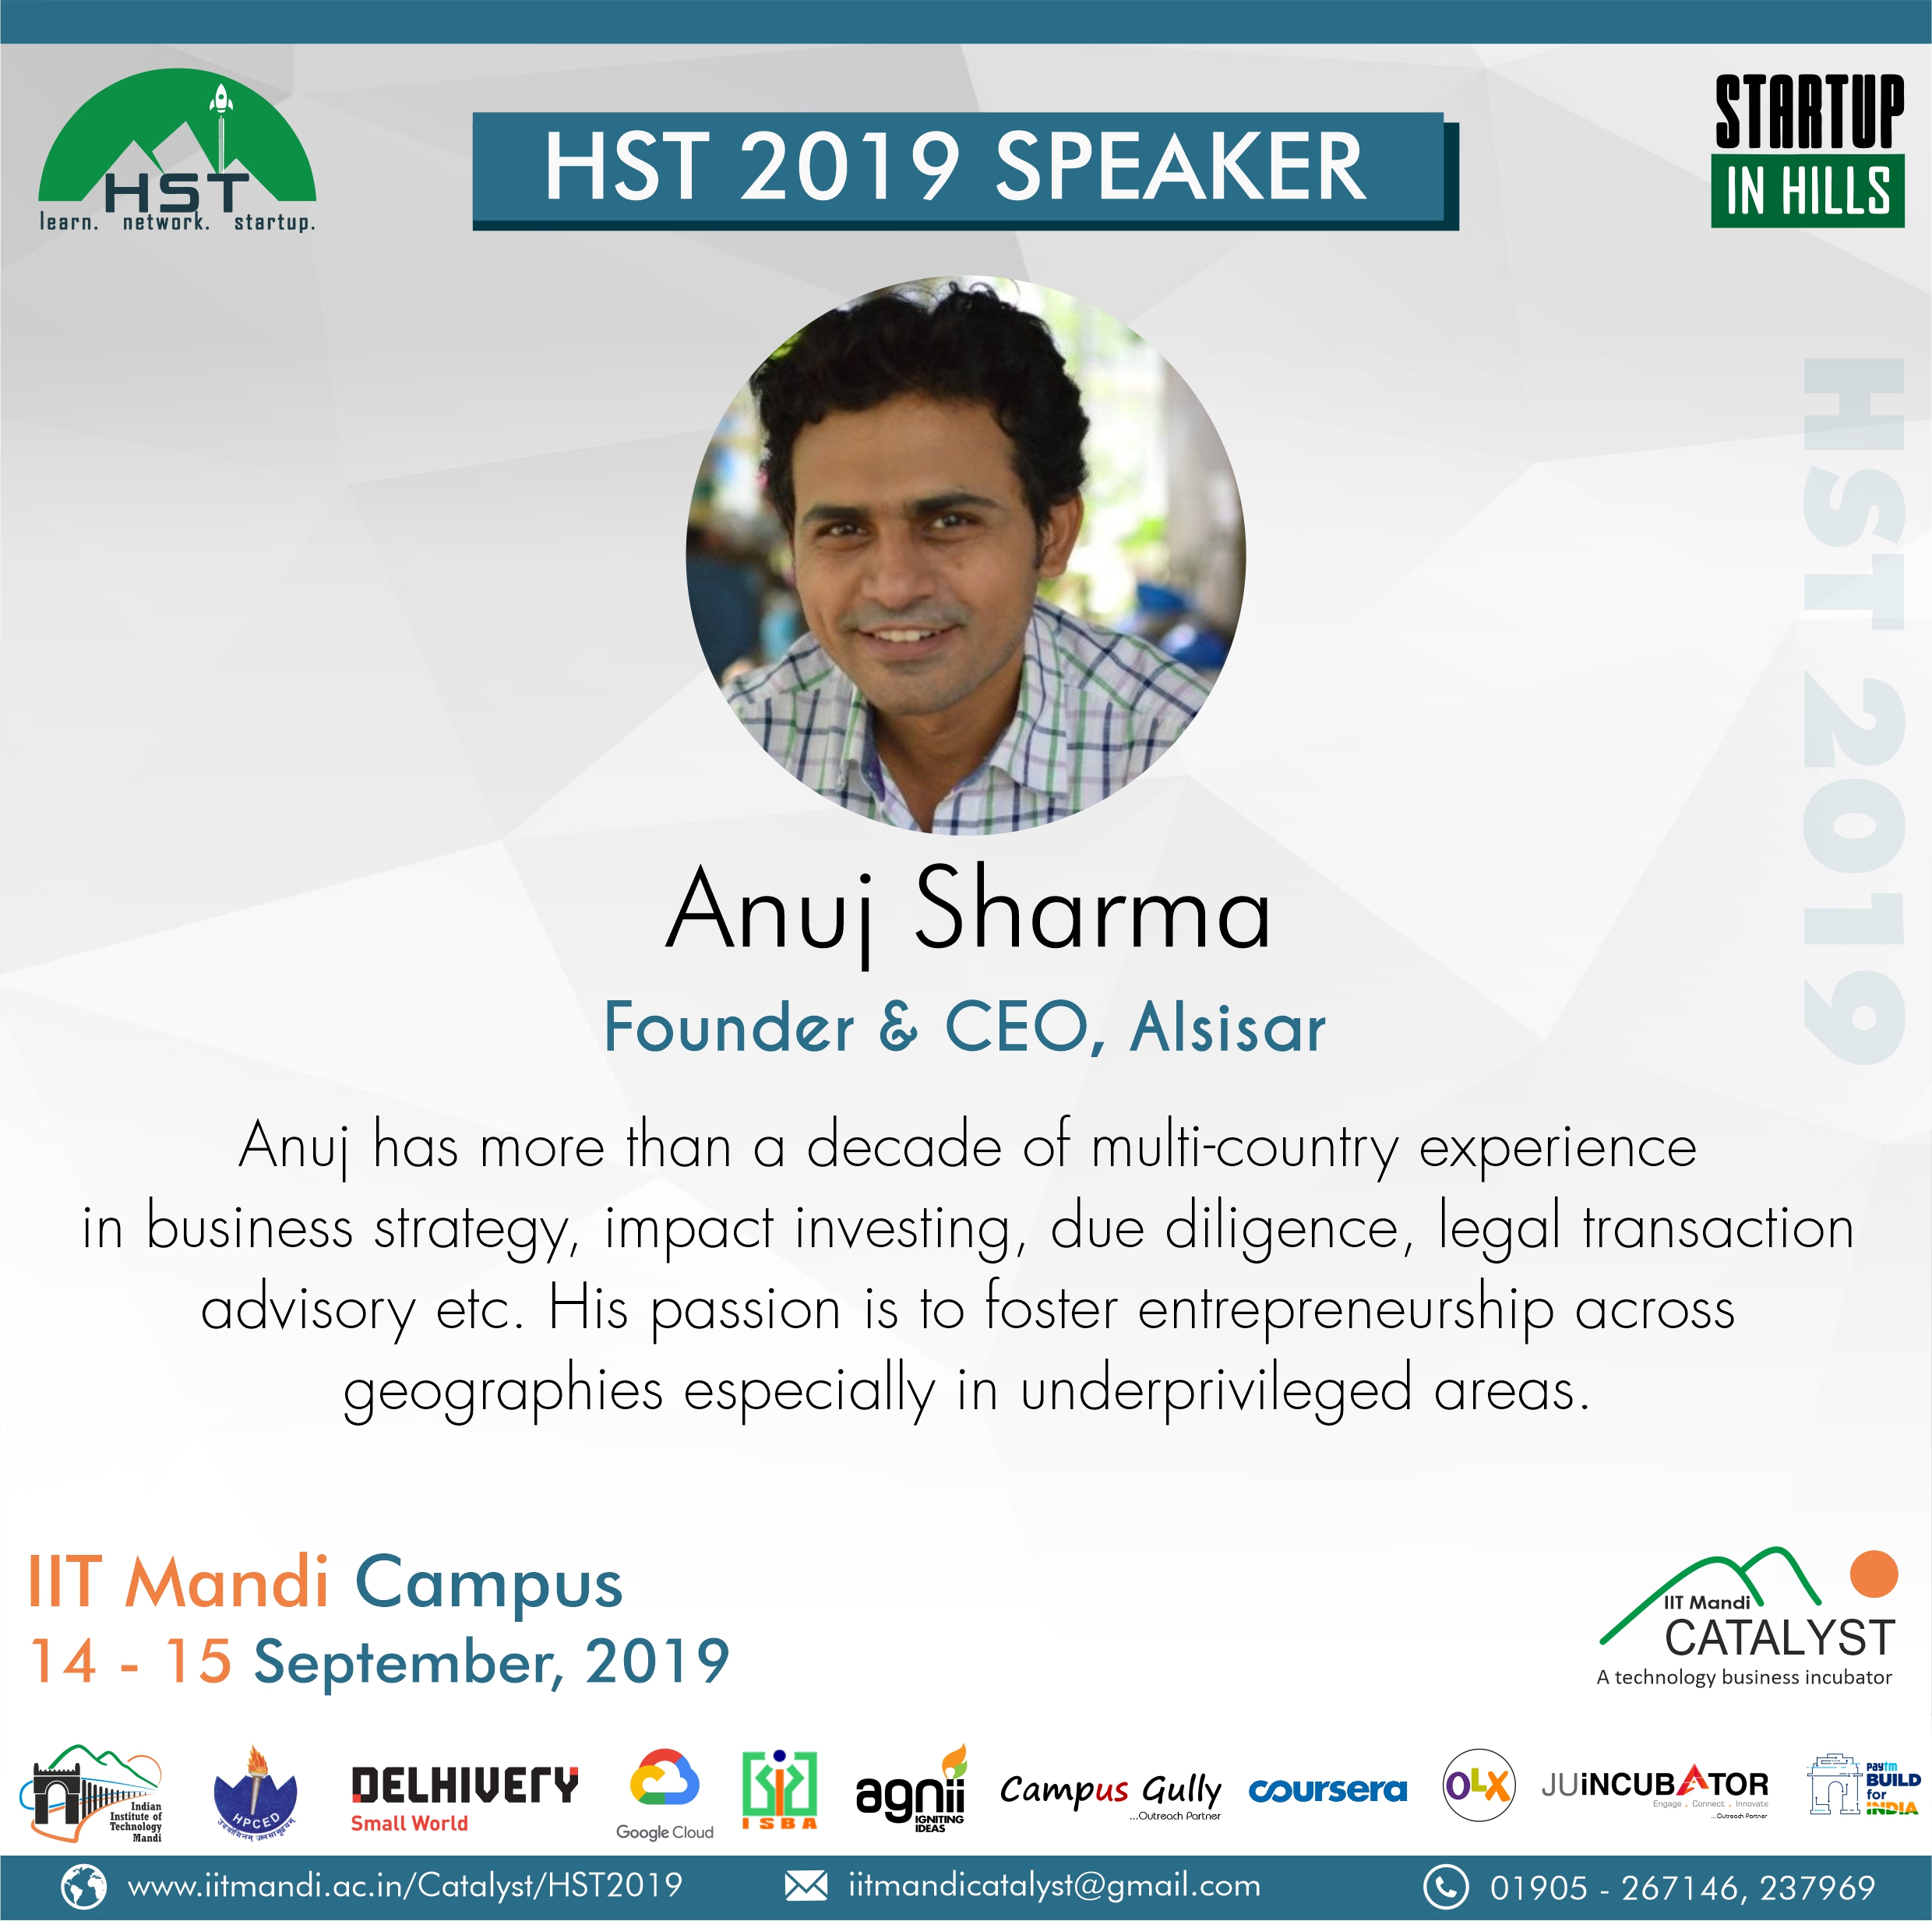 HST
learn. network. startup.
HST 2019 SPEAKER
STARTUP
IN HILLS
HST 2019
Anuj Sharma
Founder & CEO, Alsisar
Anuj has more than a decade of multi-country experience
in business strategy, impact investing, due diligence, legal transaction
advisory etc. His passion is to foster entrepreneurship across
geographies especially in underprivileged areas.
IIT Mandi Campus
14 - 15 September, 2019
IIT Mandi
CATALYST
A technology business incubator
Indian
Institute of
Technology
Mandi
HPCED
DELHIVERY
Small World
Google Cloud
ISBA
agnii
IGNITING
IDEAS
Campus Gully
...Outreach Partner
coursera
OLX
JUiNCUBATOR
Engage . Connect . Innovate
...Outreach Partner
paytm
BUILD
for
INDIA
www.iitmandi.ac.in/Catalyst/HST2019
iitmandicatalyst@gmail.com
01905 - 267146, 237969